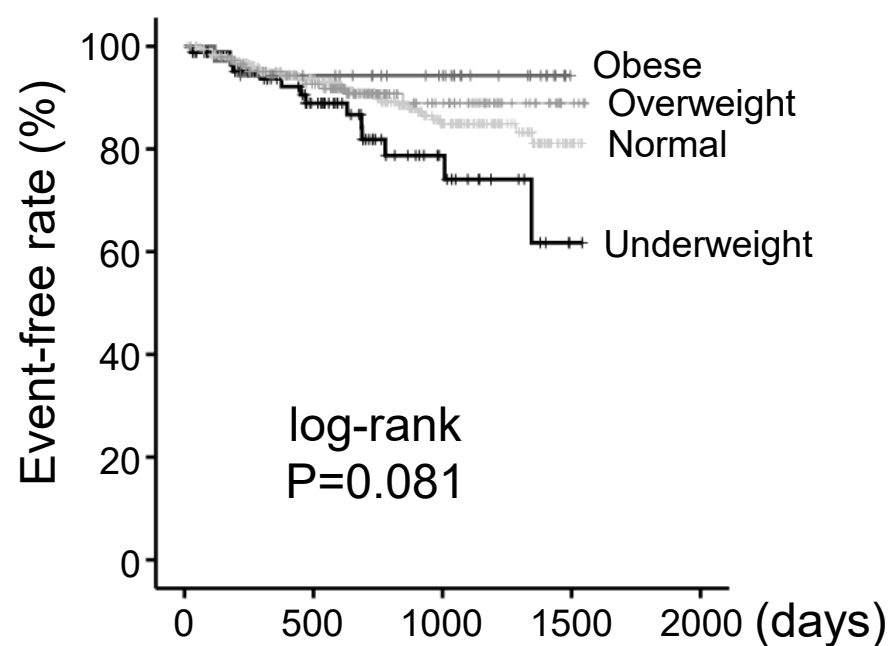 Event-free rate (%)
100
80
60
40
20
0
Obese
Overweight
Normal
Underweight
log-rank
P=0.081
0 500 1000 1500 2000 (days)